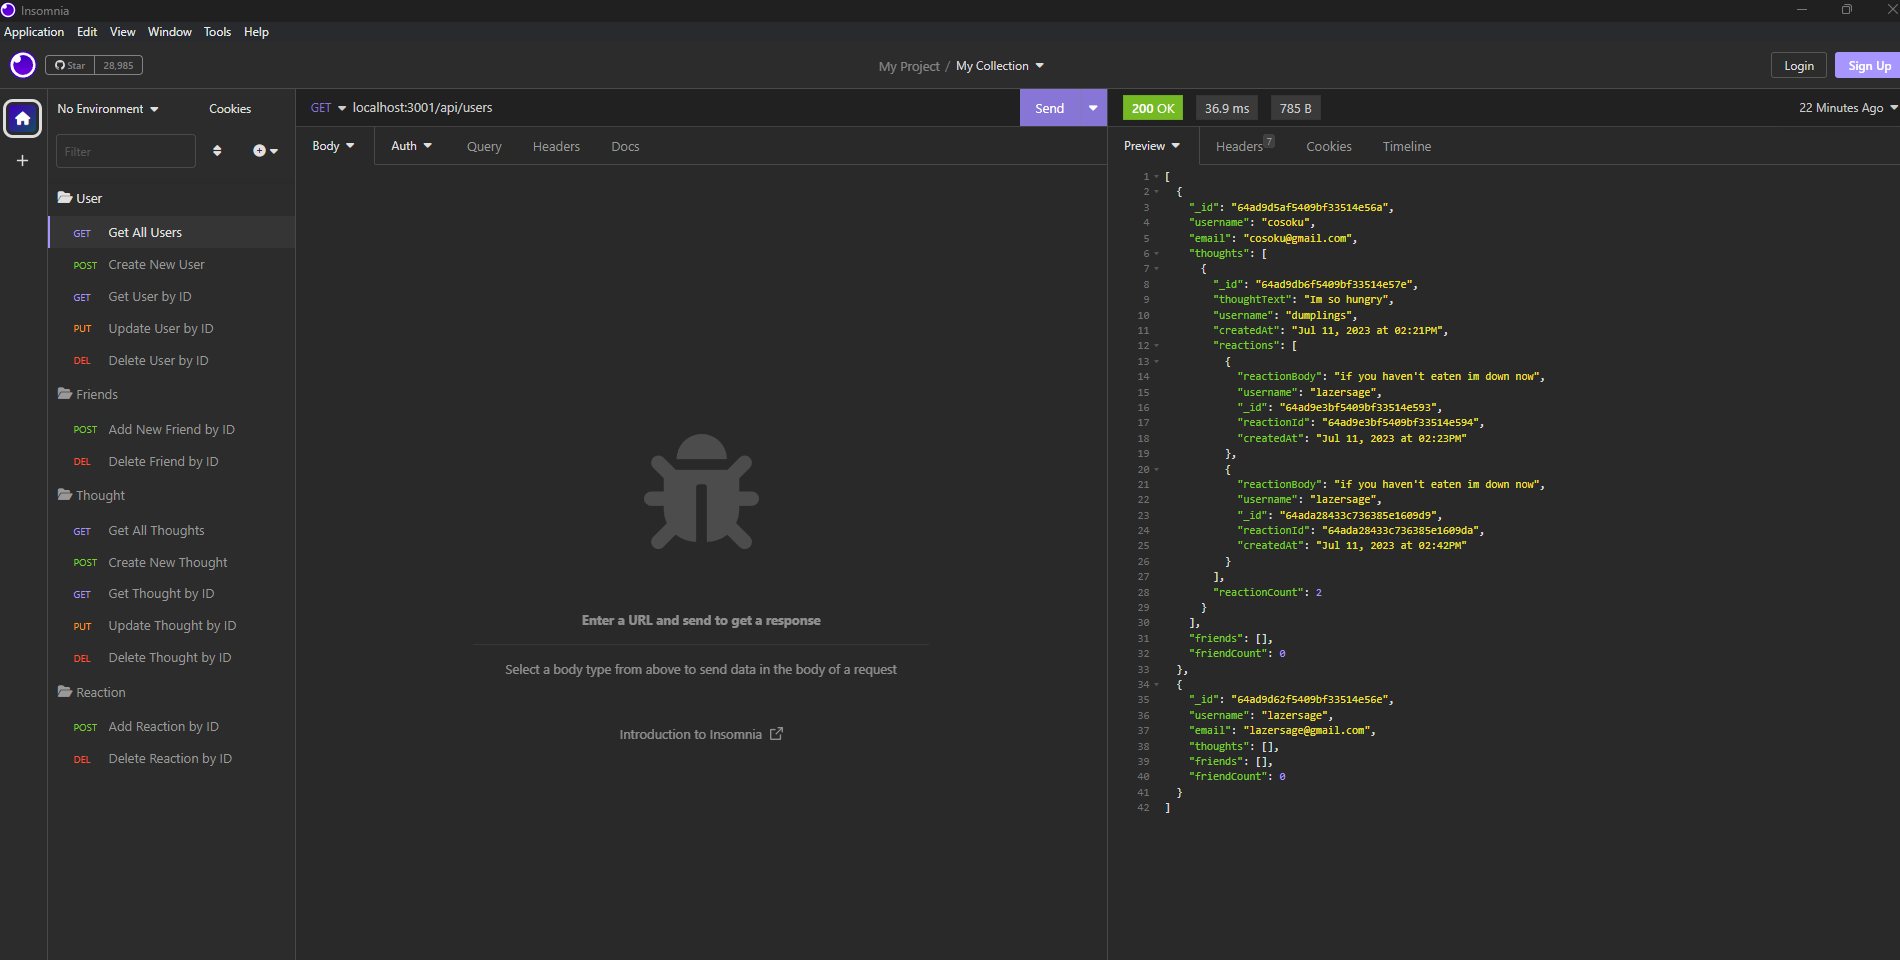 Insomnia
Application Edit View Window Tools Help
Star 28,985
My Project / My Collection
Login
Sign Up
No Environment
Cookies
Filter
User
GET Get All Users
POST Create New User
GET Get User by ID
PUT Update User by ID
DEL Delete User by ID
Friends
POST Add New Friend by ID
DEL Delete Friend by ID
Thought
GET Get All Thoughts
POST Create New Thought
GET Get Thought by ID
PUT Update Thought by ID
DEL Delete Thought by ID
Reaction
POST Add Reaction by ID
DEL Delete Reaction by ID
GET localhost:3001/api/users
Send
Body Auth Query Headers Docs
Enter a URL and send to get a response
Select a body type from above to send data in the body of a request
Introduction to Insomnia
200 OK 36.9 ms 785 B
22 Minutes Ago
Preview Headers 7 Cookies Timeline
1 [
2 {
3 "_id": "64ad9d5af5409bf33514e56a",
4 "username": "cosoku",
5 "email": "cosoku@gmail.com",
6 "thoughts": [
7 {
8 "_id": "64ad9db6f5409bf33514e57e",
9 "thoughtText": "Im so hungry",
10 "username": "dumplings",
11 "createdAt": "Jul 11, 2023 at 02:21PM",
12 "reactions": [
13 {
14 "reactionBody": "if you haven't eaten im down now",
15 "username": "lazersage",
16 "_id": "64ad9e3bf5409bf33514e593",
17 "reactionId": "64ad9e3bf5409bf33514e594",
18 "createdAt": "Jul 11, 2023 at 02:23PM"
19 },
20 {
21 "reactionBody": "if you haven't eaten im down now",
22 "username": "lazersage",
23 "_id": "64ada28433c736385e1609d9",
24 "reactionId": "64ada28433c736385e1609da",
25 "createdAt": "Jul 11, 2023 at 02:42PM"
26 }
27 ],
28 "reactionCount": 2
29 }
30 ],
31 "friends": [],
32 "friendCount": 0
33 },
34 {
35 "_id": "64ad9d62f5409bf33514e56e",
36 "username": "lazersage",
37 "email": "lazersage@gmail.com",
38 "thoughts": [],
39 "friends": [],
40 "friendCount": 0
41 }
42 ]